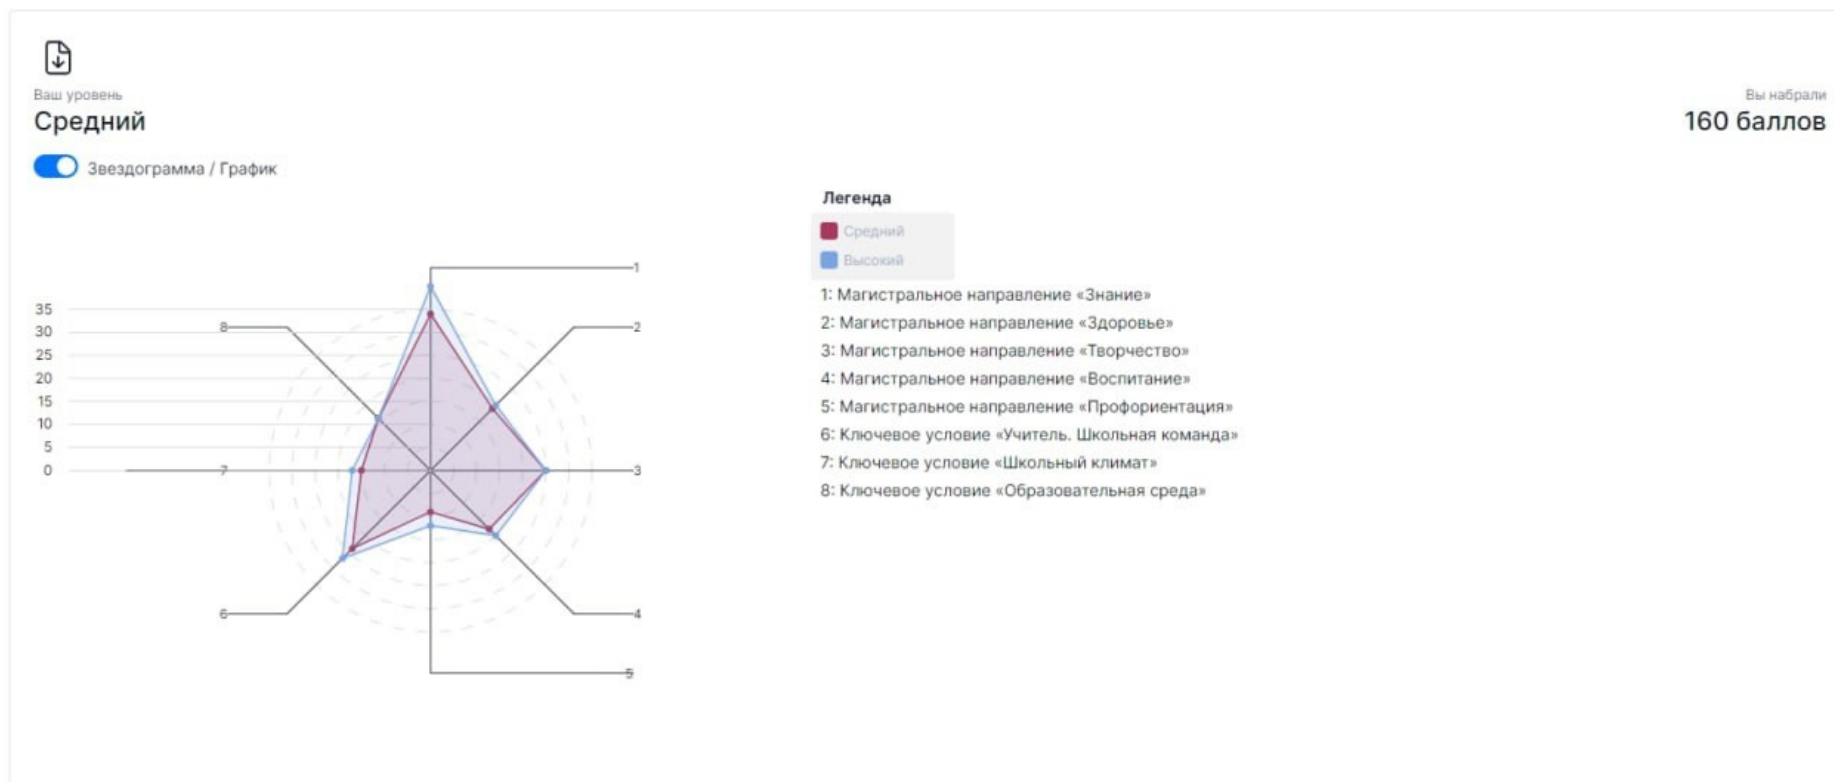 Ваш уровень
Средний
Вы набрали
160 баллов
Звездограмма / График
35
30
25
20
15
10
5
0
1
2
3
4
5
6
7
8
Легенда
Средний
Высокий
1: Магистральное направление «Знание»
2: Магистральное направление «Здоровье»
3: Магистральное направление «Творчество»
4: Магистральное направление «Воспитание»
5: Магистральное направление «Профориентация»
6: Ключевое условие «Учитель. Школьная команда»
7: Ключевое условие «Школьный климат»
8: Ключевое условие «Образовательная среда»